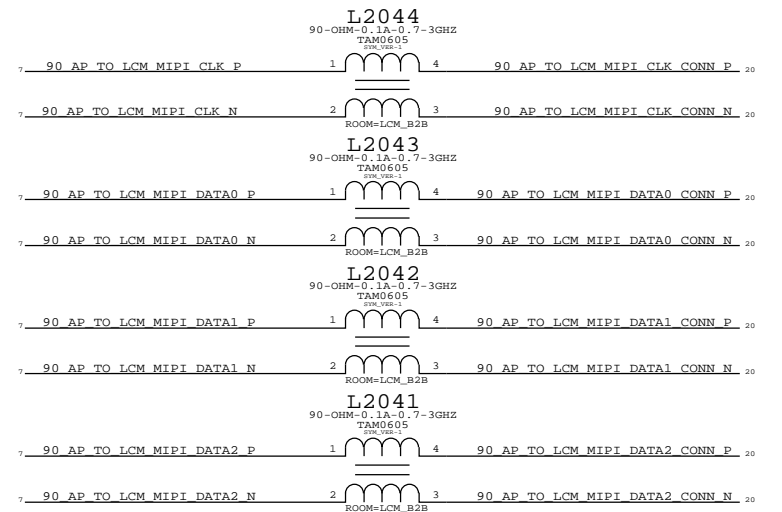 L2044
90-OHM-0.1A-0.7-3GHZ
TAM0605
SYM_VER-1
7 90_AP_TO_LCM_MIPI_CLK_P 1 4 90_AP_TO_LCM_MIPI_CLK_CONN_P 20
7 90_AP_TO_LCM_MIPI_CLK_N 2 3 90_AP_TO_LCM_MIPI_CLK_CONN_N 20
ROOM=LCM_B2B
L2043
90-OHM-0.1A-0.7-3GHZ
TAM0605
SYM_VER-1
7 90_AP_TO_LCM_MIPI_DATA0_P 1 4 90_AP_TO_LCM_MIPI_DATA0_CONN_P 20
7 90_AP_TO_LCM_MIPI_DATA0_N 2 3 90_AP_TO_LCM_MIPI_DATA0_CONN_N 20
ROOM=LCM_B2B
L2042
90-OHM-0.1A-0.7-3GHZ
TAM0605
SYM_VER-1
7 90_AP_TO_LCM_MIPI_DATA1_P 1 4 90_AP_TO_LCM_MIPI_DATA1_CONN_P 20
7 90_AP_TO_LCM_MIPI_DATA1_N 2 3 90_AP_TO_LCM_MIPI_DATA1_CONN_N 20
ROOM=LCM_B2B
L2041
90-OHM-0.1A-0.7-3GHZ
TAM0605
SYM_VER-1
7 90_AP_TO_LCM_MIPI_DATA2_P 1 4 90_AP_TO_LCM_MIPI_DATA2_CONN_P 20
7 90_AP_TO_LCM_MIPI_DATA2_N 2 3 90_AP_TO_LCM_MIPI_DATA2_CONN_N 20
ROOM=LCM_B2B